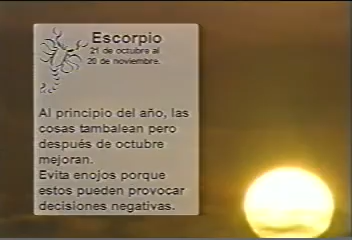 Escorpio
21 de octubre al
20 de noviembre.
Al principio del año, las
cosas tambalean pero
después de octubre
mejoran.
Evita enojos porque
estos pueden provocar
decisiones negativas.